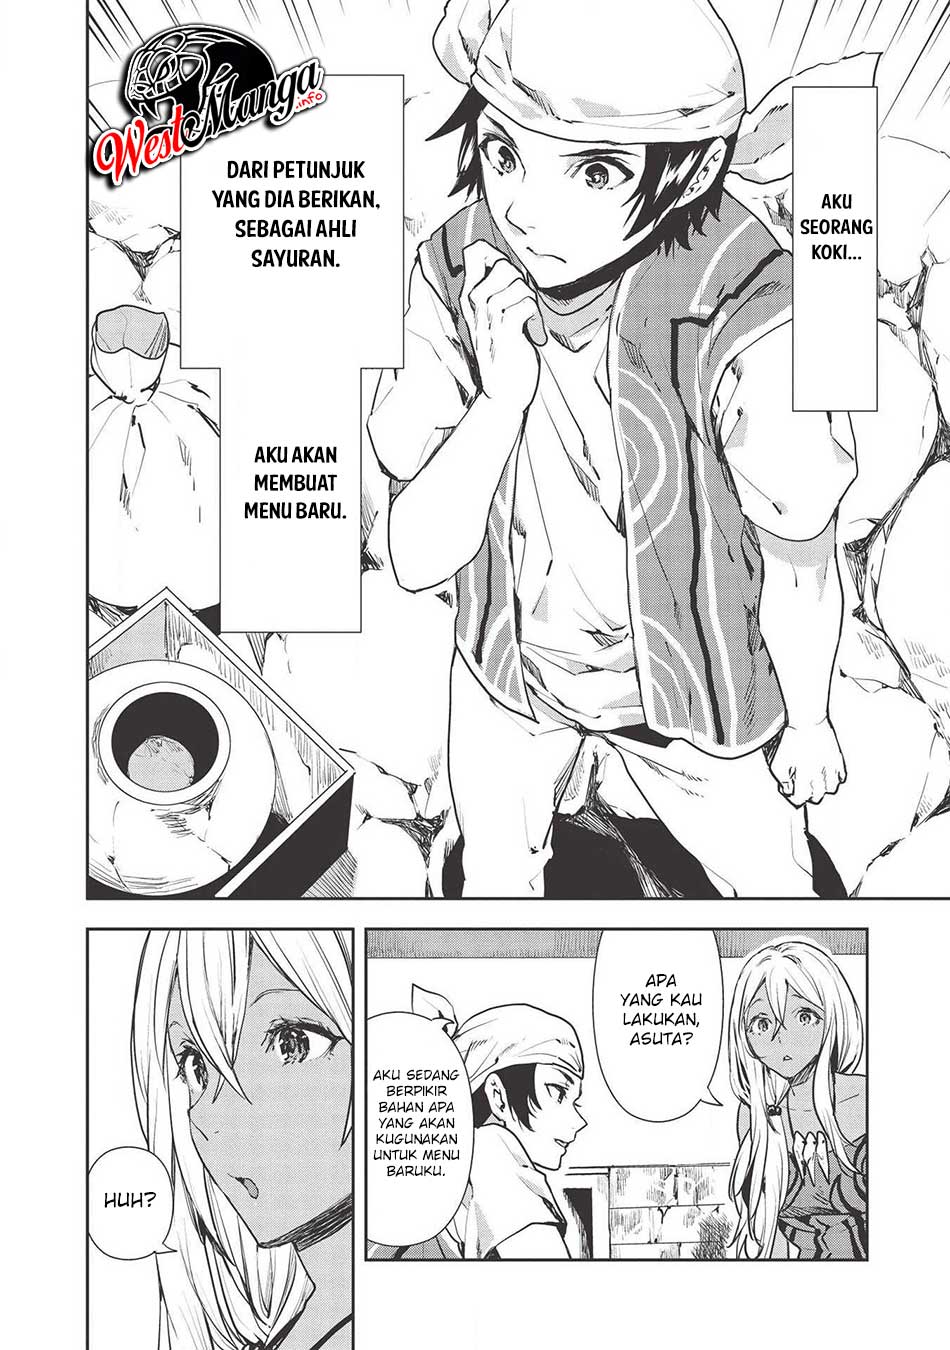 WestManga
.info
AKU
SEORANG
KOKI...
DARI PETUNJUK
YANG DIA BERIKAN,
SEBAGAI AHLI
SAYURAN.
AKU AKAN
MEMBUAT
MENU BARU.
APA
YANG KAU
LAKUKAN,
ASUTA?
AKU SEDANG
BERPIKIR
BAHAN APA
YANG AKAN
KUGUNAKAN
UNTUK MENU
BARUKU.
HUH?